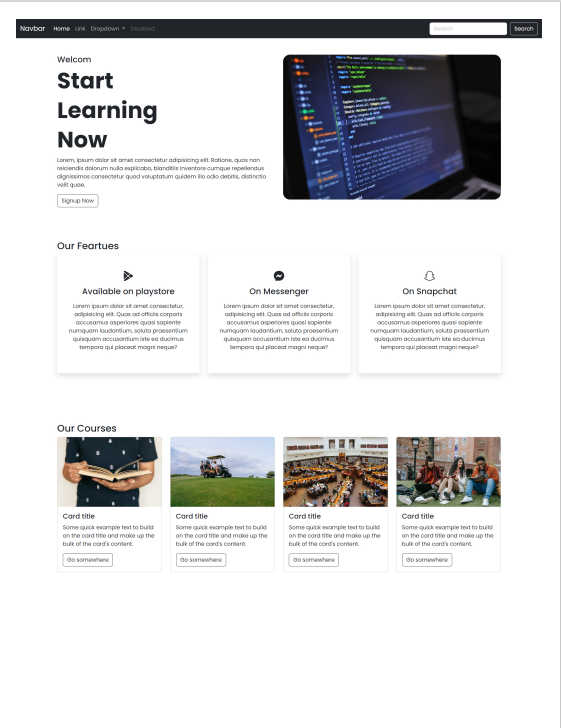 Navbar Home Link Dropdown Disabled Search Search
Welcom
Start
Learning
Now
Lorem, ipsum dolor sit amet consectetur adipisicing elit. Ratione, quos non
reiciendis dolorum nulla explicabo, blanditiis inventore cumque repellendus
dignissimos consectetur quod voluptatum quidem illo odio debitis, distinctio
velit quae.
Signup Now
Our Feartues
Available on playstore
Lorem ipsum dolor sit amet consectetur,
adipisicing elit. Quas ad officiis corporis
accusamus asperiores quasi sapiente
numquam laudantium, soluta praesentium
quisquam accusantium iste ea ducimus
tempora qui placeat magni neque?
On Messenger
Lorem ipsum dolor sit amet consectetur,
adipisicing elit. Quas ad officiis corporis
accusamus asperiores quasi sapiente
numquam laudantium, soluta praesentium
quisquam accusantium iste ea ducimus
tempora qui placeat magni neque?
On Snapchat
Lorem ipsum dolor sit amet consectetur,
adipisicing elit. Quas ad officiis corporis
accusamus asperiores quasi sapiente
numquam laudantium, soluta praesentium
quisquam accusantium iste ea ducimus
tempora qui placeat magni neque?
Our Courses
Card title
Some quick example text to build
on the card title and make up the
bulk of the card's content.
Go somewhere
Card title
Some quick example text to build
on the card title and make up the
bulk of the card's content.
Go somewhere
Card title
Some quick example text to build
on the card title and make up the
bulk of the card's content.
Go somewhere
Card title
Some quick example text to build
on the card title and make up the
bulk of the card's content.
Go somewhere